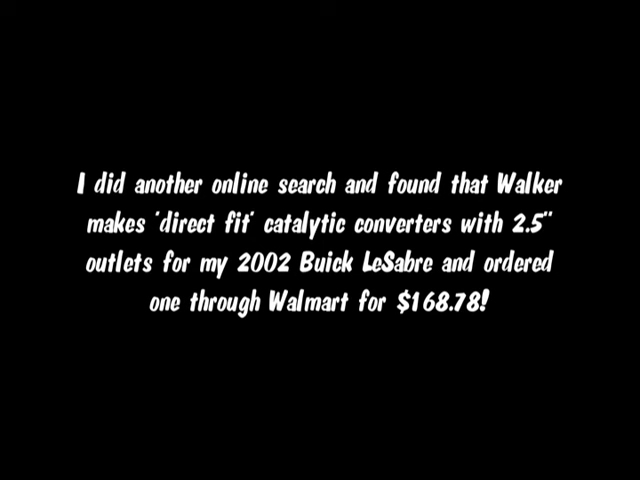 I did another online search and found that Walker
makes 'direct fit' catalytic converters with 2.5"
outlets for my 2002 Buick LeSabre and ordered
one through Walmart for $168.78!